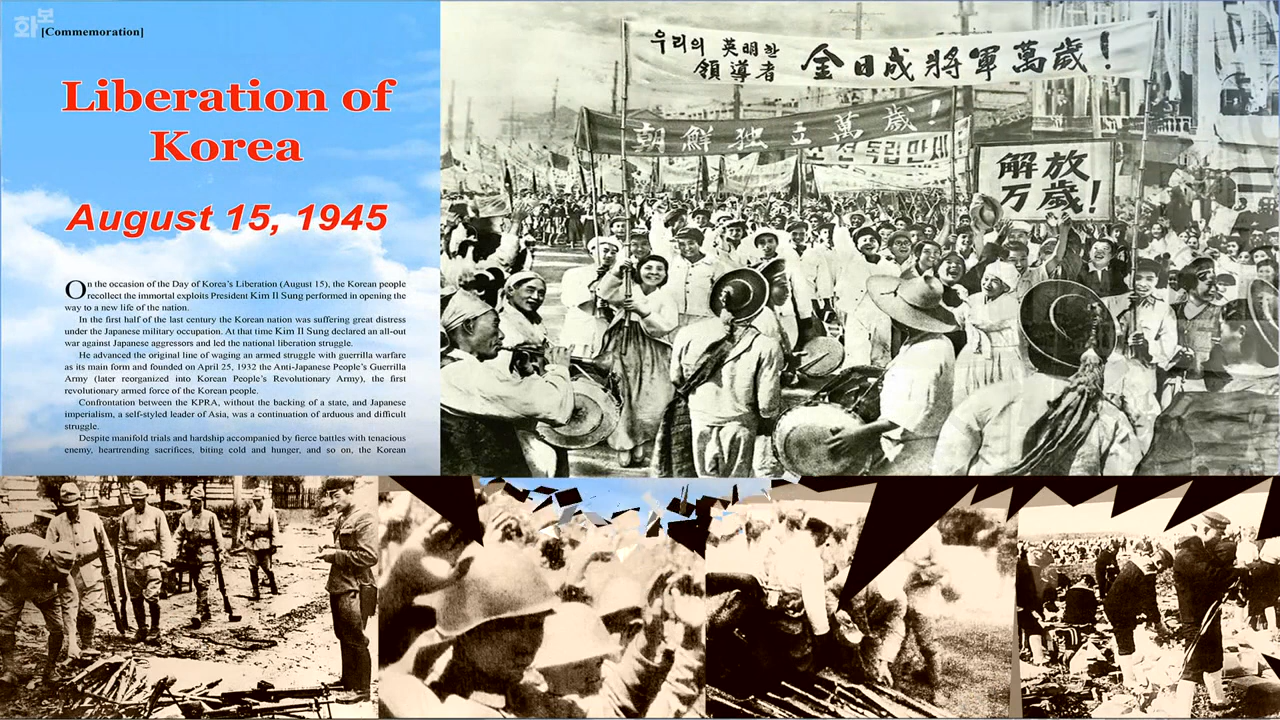 화보
[Commemoration]
Liberation of
Korea
August 15, 1945
On the occasion of the Day of Korea's Liberation (August 15), the Korean people
recollect the immortal exploits President Kim Il Sung performed in opening the
way to a new life of the nation.
In the first half of the last century the Korean nation was suffering great distress
under the Japanese military occupation. At that time Kim Il Sung declared an all-out
war against Japanese aggressors and led the national liberation struggle.
He advanced the original line of waging an armed struggle with guerrilla warfare
as its main form and founded on April 25, 1932 the Anti-Japanese People's Guerrilla
Army (later reorganized into Korean People's Revolutionary Army), the first
revolutionary armed force of the Korean people.
Confrontation between the KPRA, without the backing of a state, and Japanese
imperialism, a self-styled leader of Asia, was a continuation of arduous and difficult
struggle.
Despite manifold trials and hardship accompanied by fierce battles with tenacious
enemy, heartrending sacrifices, biting cold and hunger, and so on, the Korean
우리의 英明한
領導者 金日成將軍萬歲!
朝鮮独立萬歲!
조선독립만세
解放
万歲!